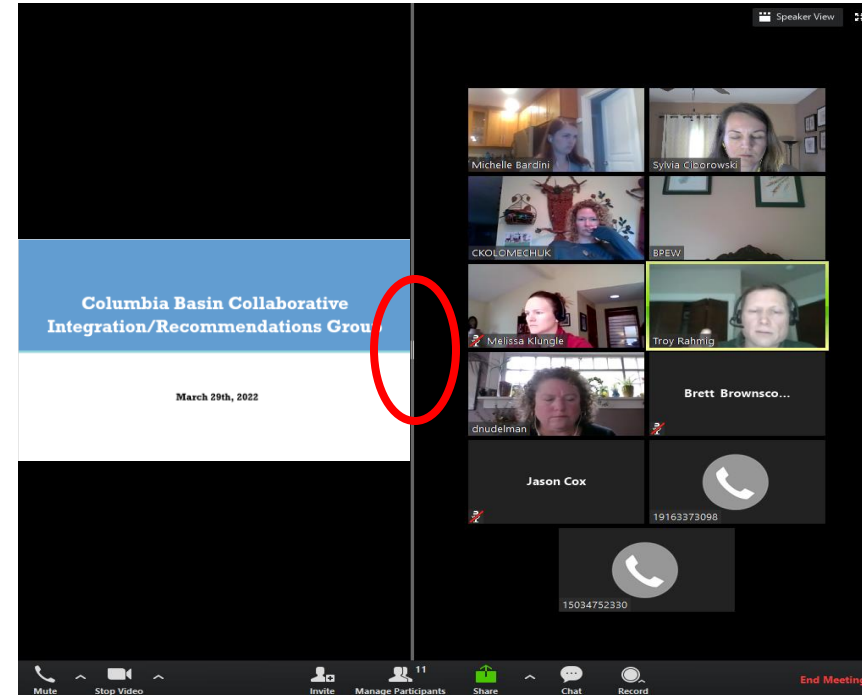 Speaker View
Columbia Basin Collaborative
Integration/Recommendations Group
March 29th, 2022
Michelle Bardini
Sylvia Ciborowski
CKOLOMECHUK
BPEW
Melissa Klungle
Troy Rahmig
dnudelman
Brett Brownsco...
Jason Cox
19163373098
15034752330
Mute
Stop Video
Invite
Manage Participants
11
Share
Chat
Record
End Meeting